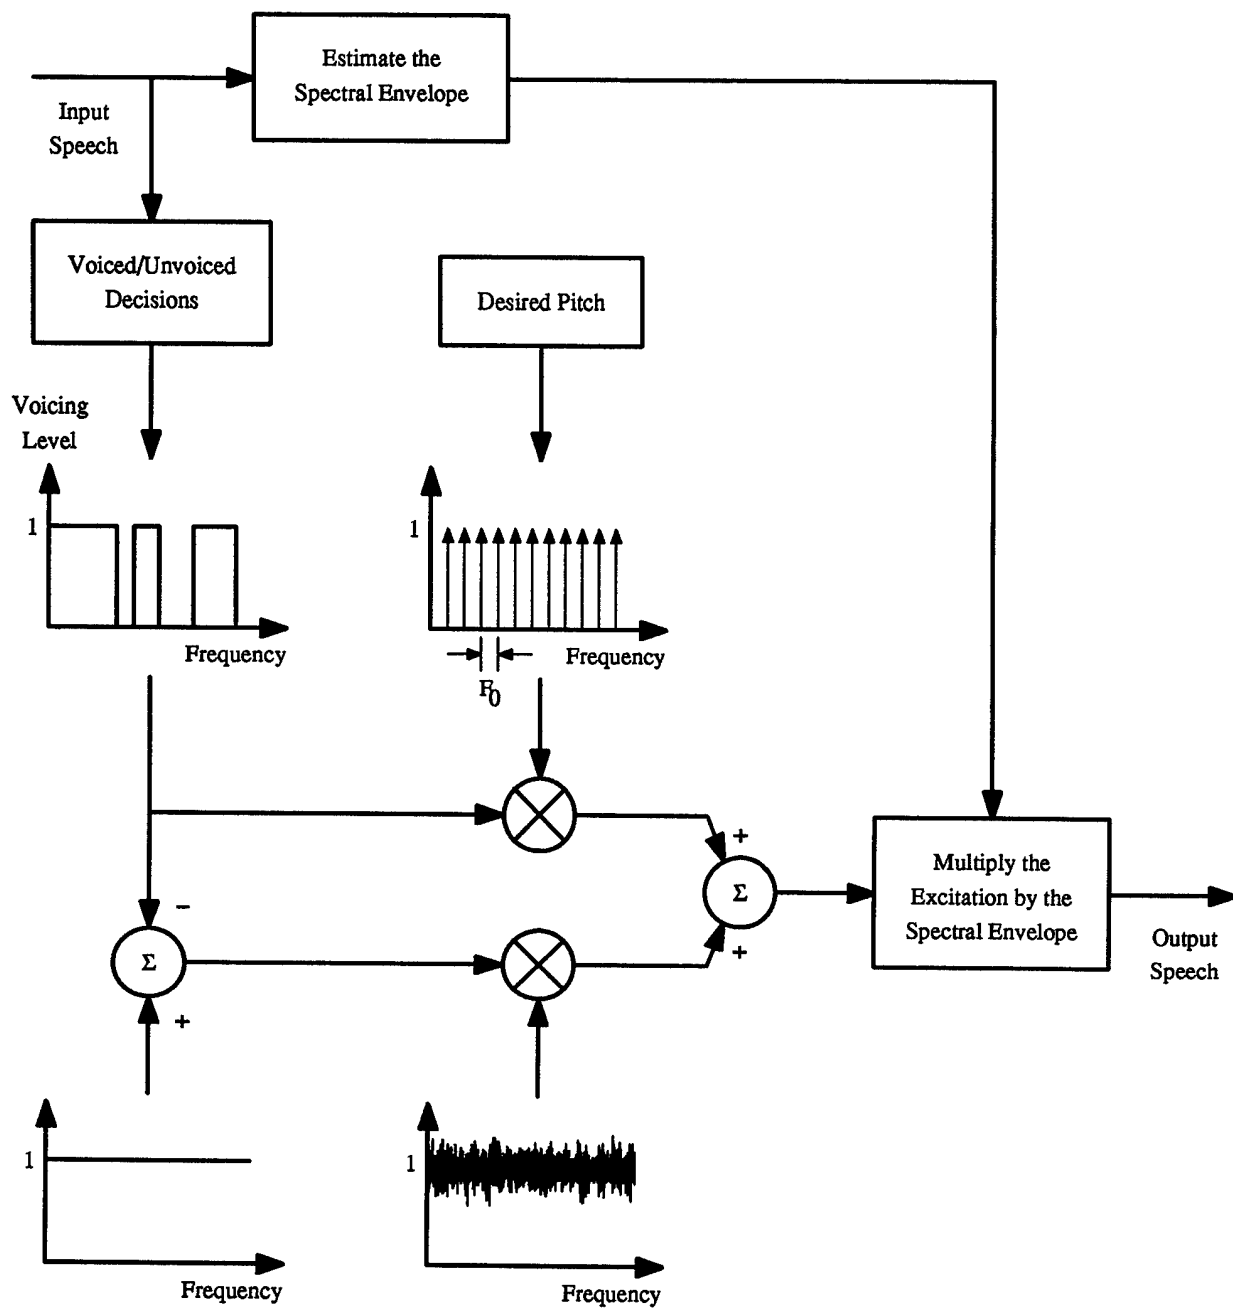 Estimate the
Spectral Envelope
Input
Speech
Voiced/Unvoiced
Decisions
Desired Pitch
Voicing
Level
1
Frequency
1
Frequency
F0
+
Σ
Multiply the
Excitation by the
Spectral Envelope
Output
Speech
−
Σ
+
+
1
Frequency
1
Frequency